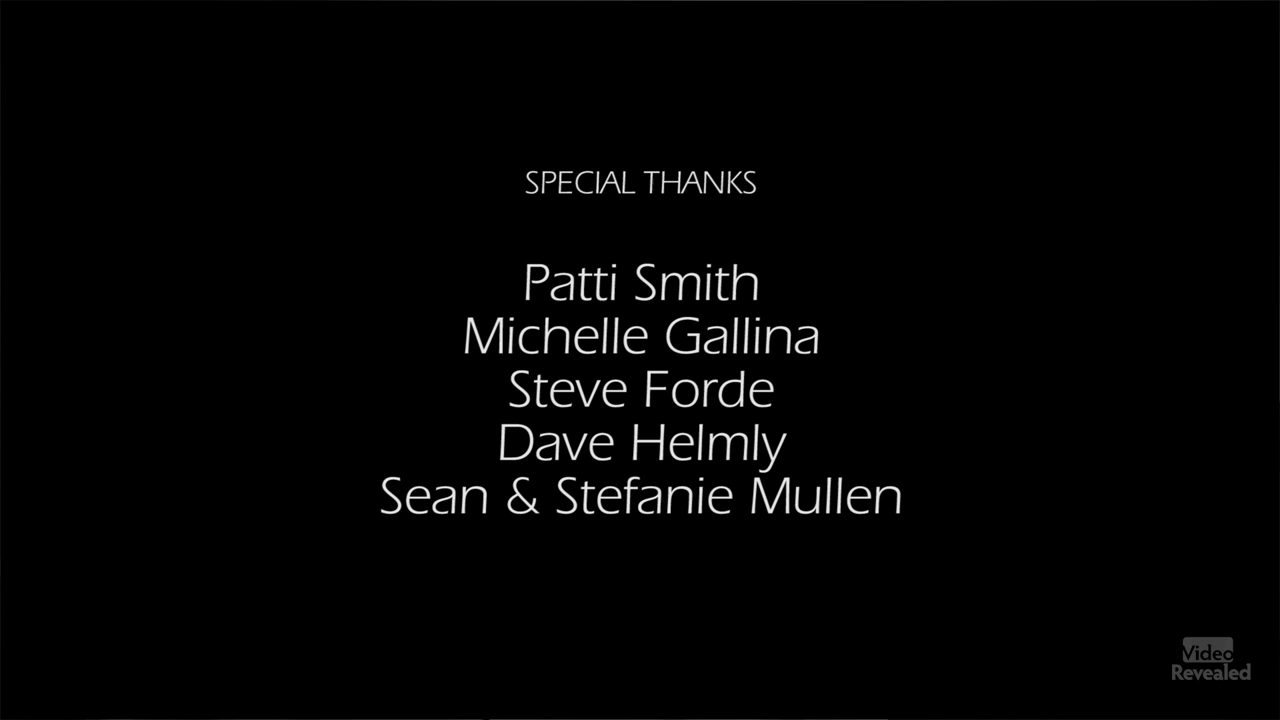 SPECIAL THANKS
Patti Smith
Michelle Gallina
Steve Forde
Dave Helmly
Sean & Stefanie Mullen
Video
Revealed